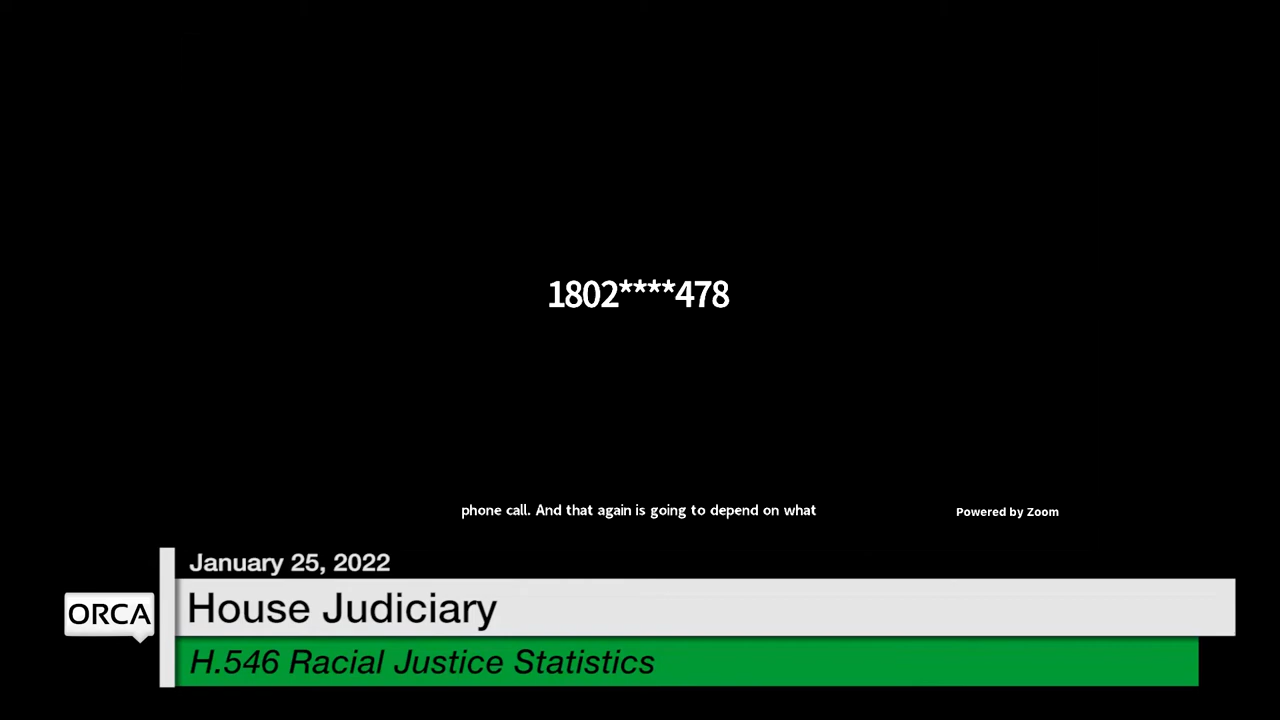 1802****478
phone call. And that again is going to depend on what
Powered by Zoom
January 25, 2022
ORCA
House Judiciary
H.546 Racial Justice Statistics